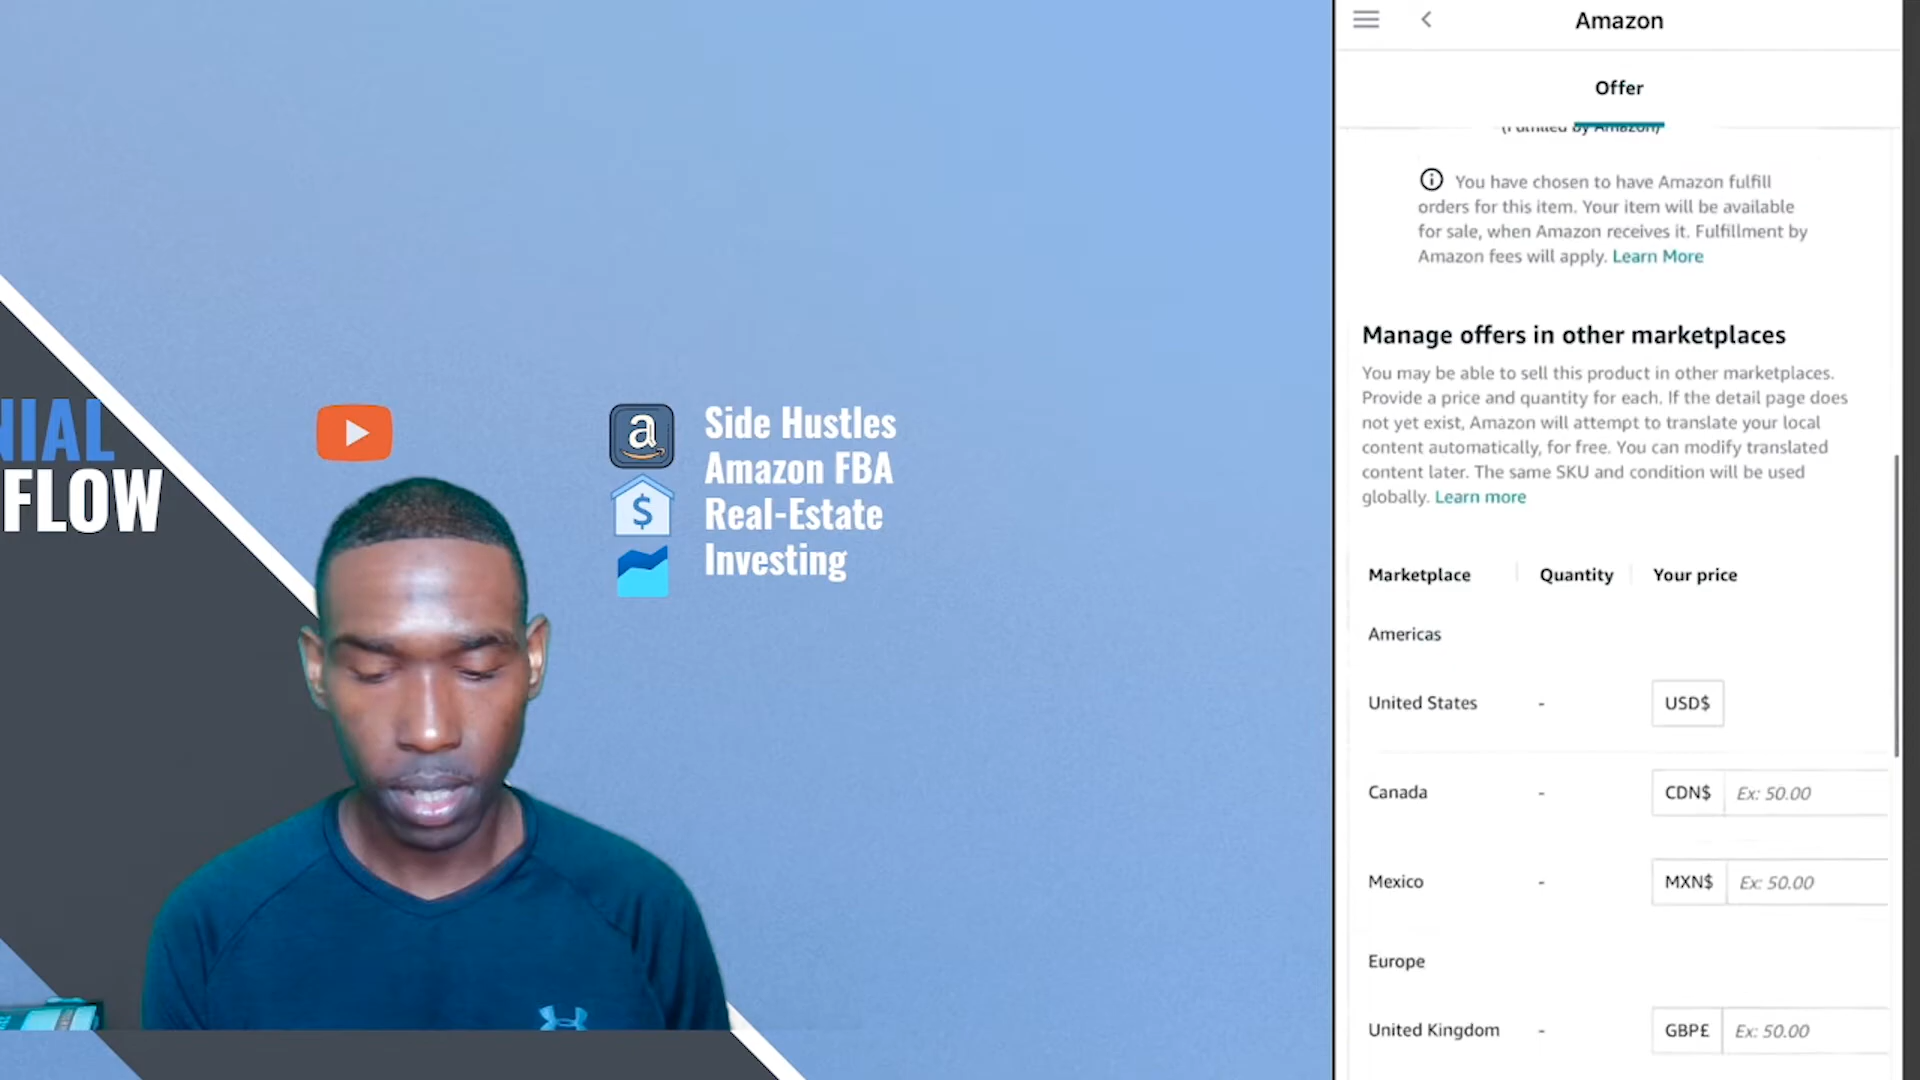 NIAL
FLOW
a
Side Hustles
Amazon FBA
$
Real-Estate
Investing
Amazon
Offer
(Fulfilled by Amazon)
You have chosen to have Amazon fulfill
orders for this item. Your item will be available
for sale, when Amazon receives it. Fulfillment by
Amazon fees will apply. Learn More
Manage offers in other marketplaces
You may be able to sell this product in other marketplaces.
Provide a price and quantity for each. If the detail page does
not yet exist, Amazon will attempt to translate your local
content automatically, for free. You can modify translated
content later. The same SKU and condition will be used
globally. Learn more
Marketplace Quantity Your price
Americas
United States - USD$
Canada - CDN$ Ex: 50.00
Mexico - MXN$ Ex: 50.00
Europe
United Kingdom - GBP£ Ex: 50.00